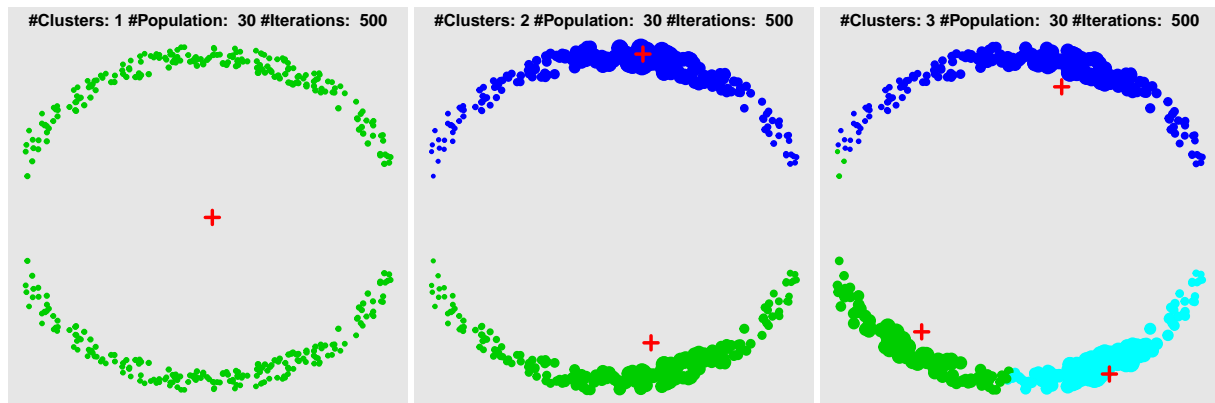 #Clusters: 1 #Population: 30 #Iterations: 500
#Clusters: 2 #Population: 30 #Iterations: 500
#Clusters: 3 #Population: 30 #Iterations: 500